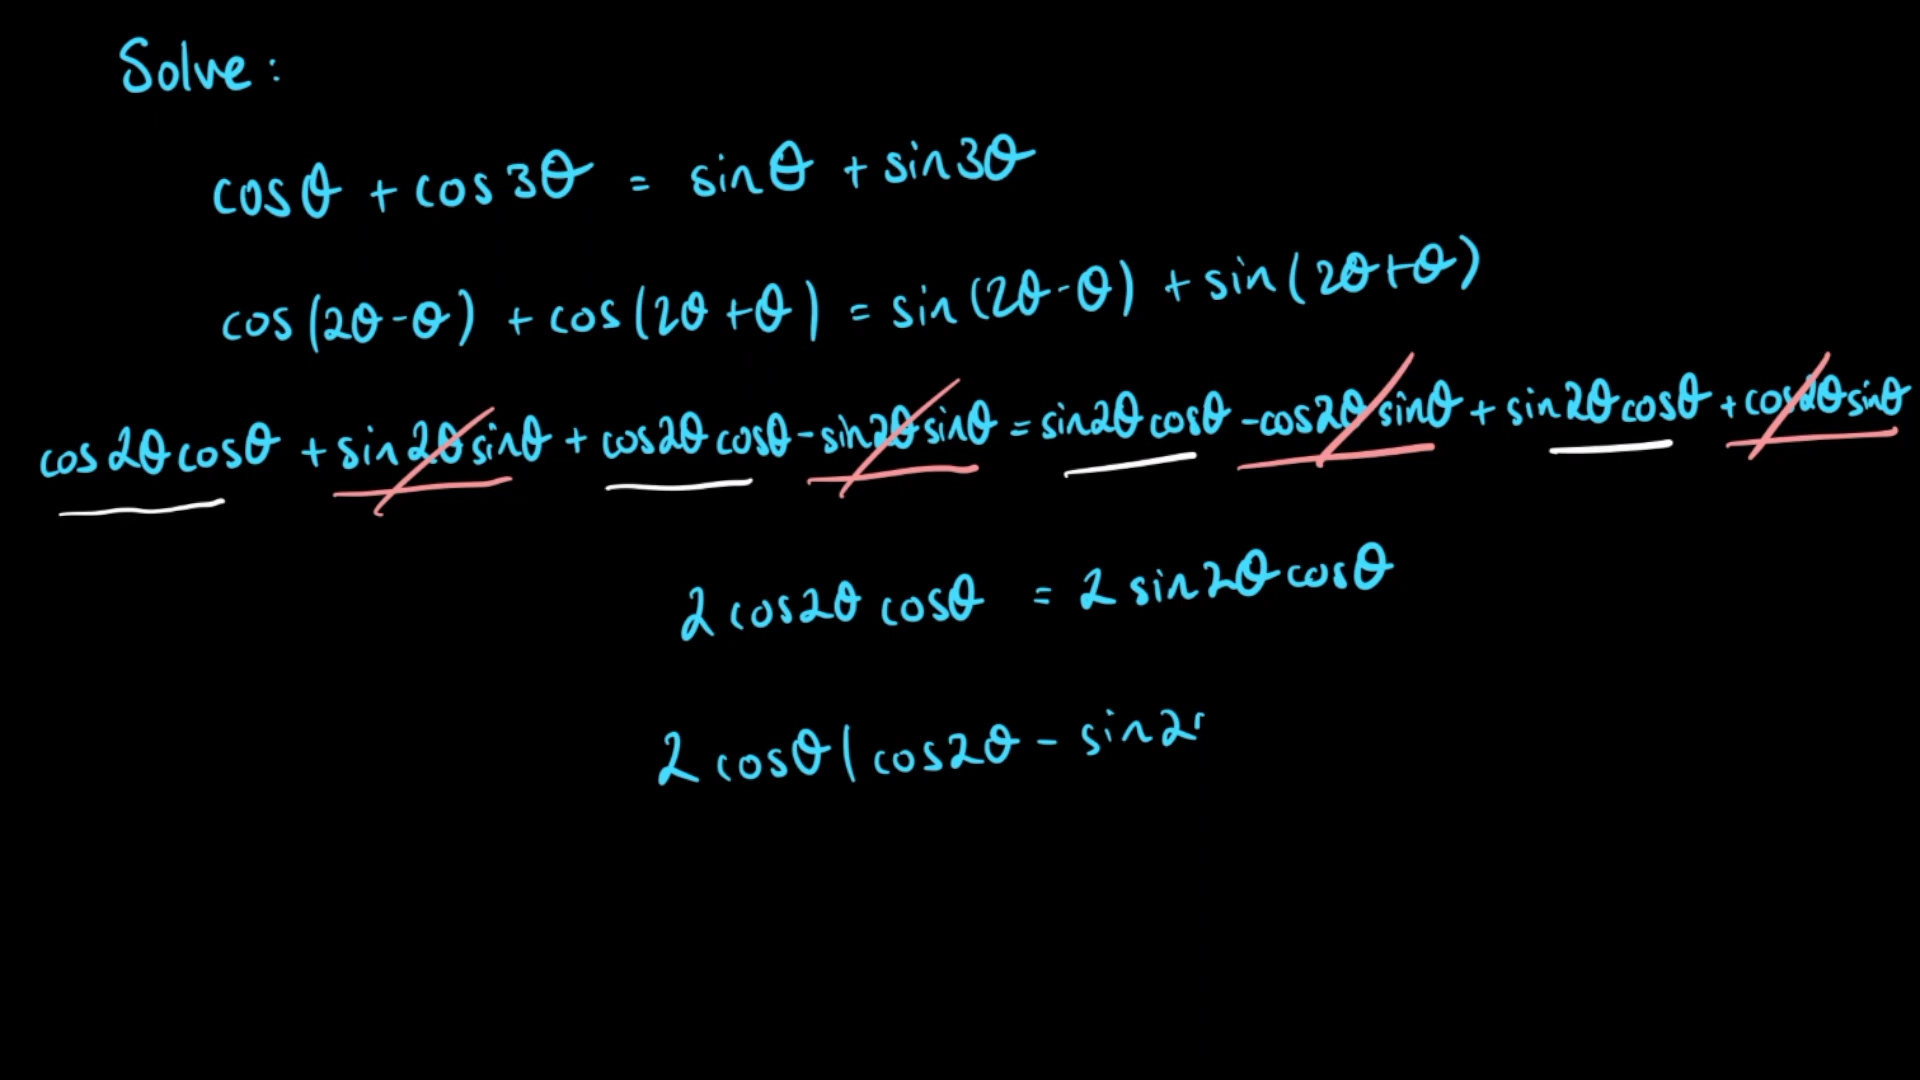 Solve :
cosθ + cos3θ = sinθ + sin3θ
cos(2θ-θ) + cos(2θ+θ) = sin(2θ-θ) + sin(2θ+θ)
cos2θcosθ + sin2θsinθ + cos2θcosθ - sin2θsinθ = sin2θcosθ - cos2θsinθ + sin2θcosθ + cos2θsinθ
2cos2θcosθ = 2sin2θcosθ
2cosθ(cos2θ - sin2